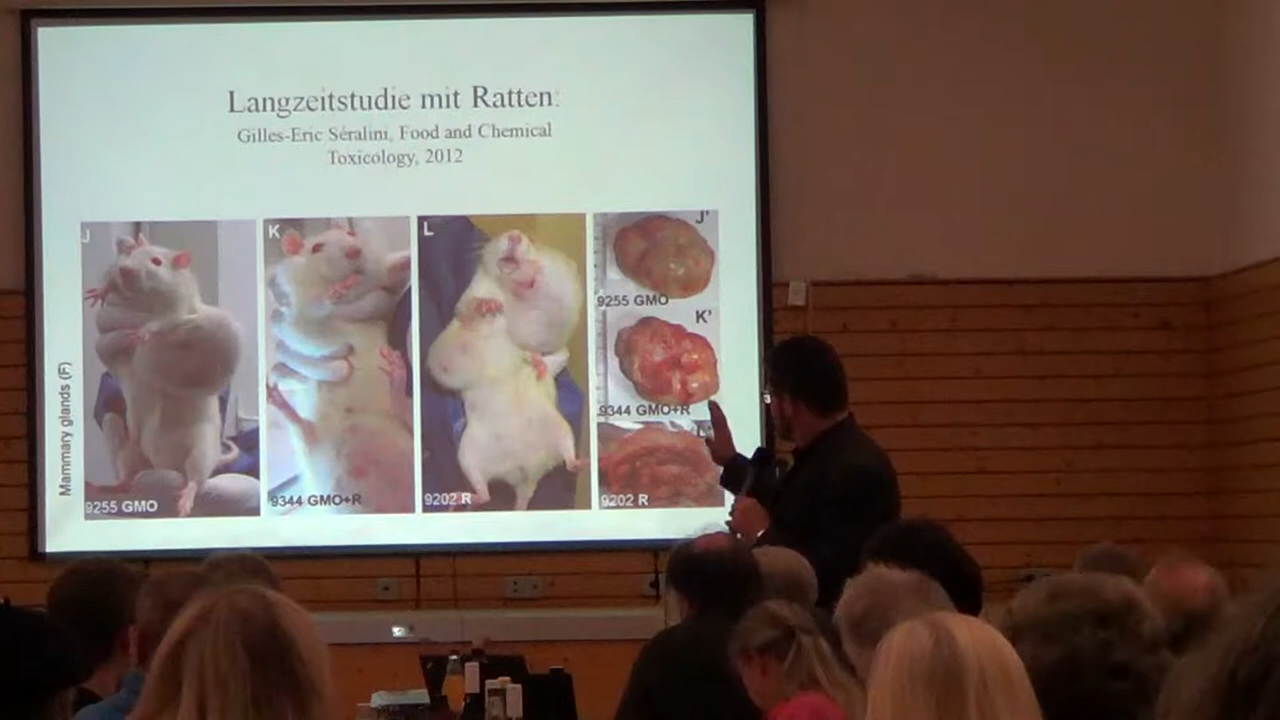 Langzeitstudie mit Ratten:
Gilles-Eric Séralini, Food and Chemical
Toxicology, 2012
Mammary glands (F)
J
9255 GMO
K
9344 GMO+R
L
9202 R
J'
9255 GMO
K'
9344 GMO+R
L'
9202 R